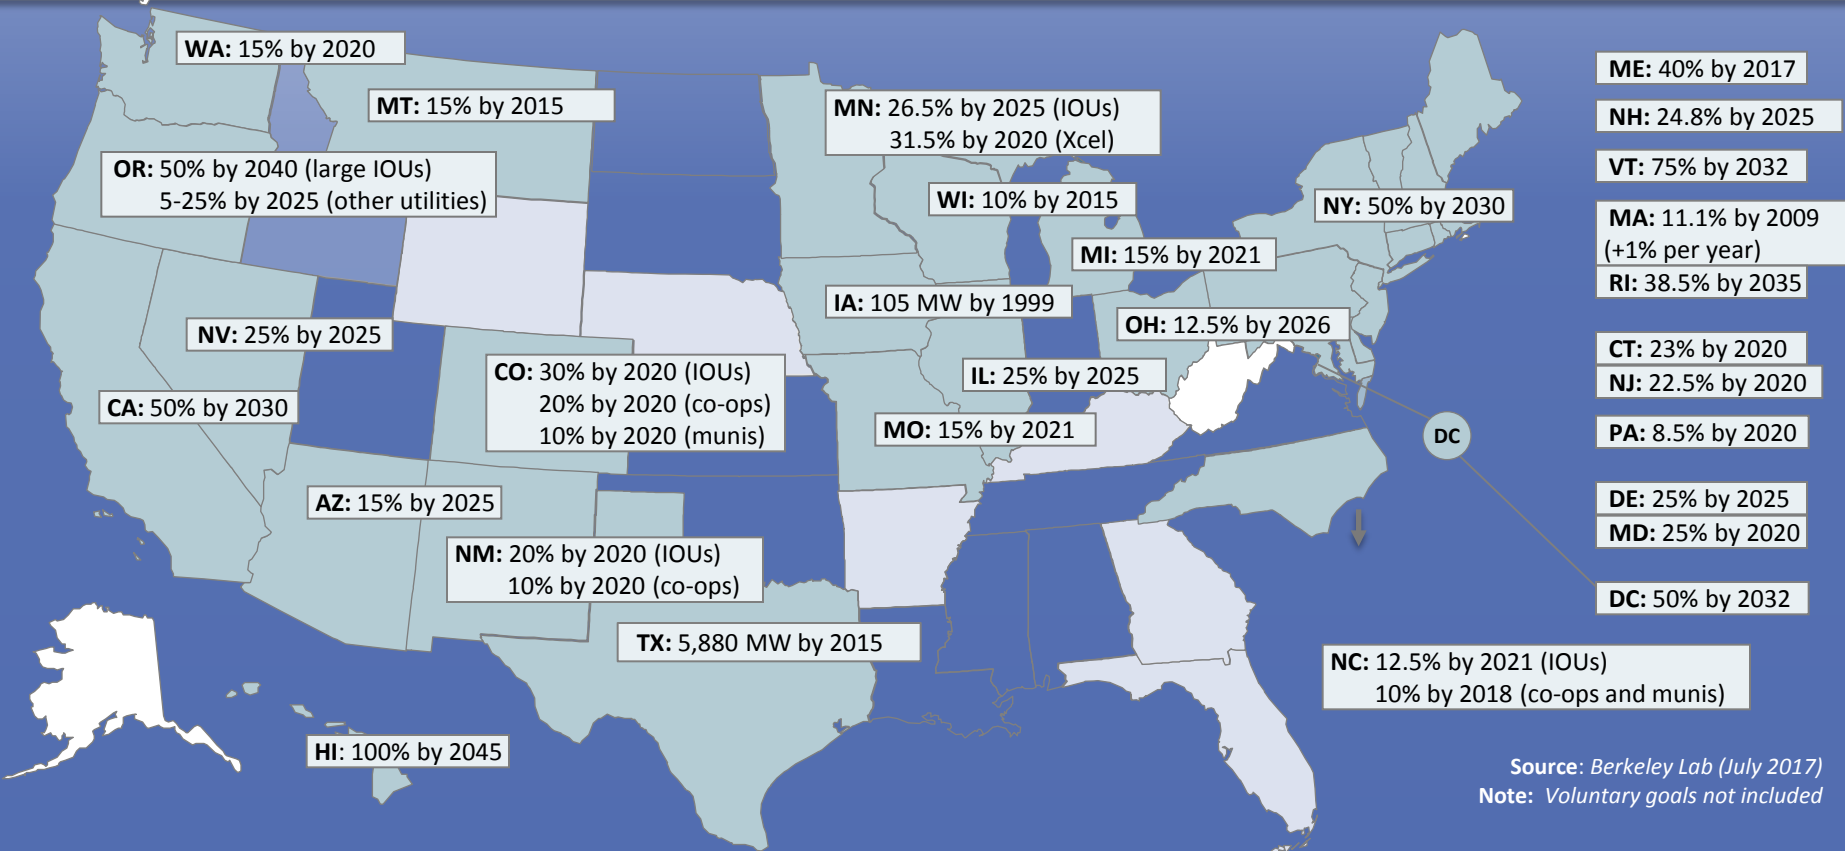 WA: 15% by 2020
MT: 15% by 2015
OR: 50% by 2040 (large IOUs)
5-25% by 2025 (other utilities)
NV: 25% by 2025
CA: 50% by 2030
CO: 30% by 2020 (IOUs)
20% by 2020 (co-ops)
10% by 2020 (munis)
AZ: 15% by 2025
NM: 20% by 2020 (IOUs)
10% by 2020 (co-ops)
TX: 5,880 MW by 2015
HI: 100% by 2045
MN: 26.5% by 2025 (IOUs)
31.5% by 2020 (Xcel)
WI: 10% by 2015
MI: 15% by 2021
IA: 105 MW by 1999
OH: 12.5% by 2026
IL: 25% by 2025
MO: 15% by 2021
NY: 50% by 2030
DC
ME: 40% by 2017
NH: 24.8% by 2025
VT: 75% by 2032
MA: 11.1% by 2009
(+1% per year)
RI: 38.5% by 2035
CT: 23% by 2020
NJ: 22.5% by 2020
PA: 8.5% by 2020
DE: 25% by 2025
MD: 25% by 2020
DC: 50% by 2032
NC: 12.5% by 2021 (IOUs)
10% by 2018 (co-ops and munis)
Source: Berkeley Lab (July 2017)
Note: Voluntary goals not included